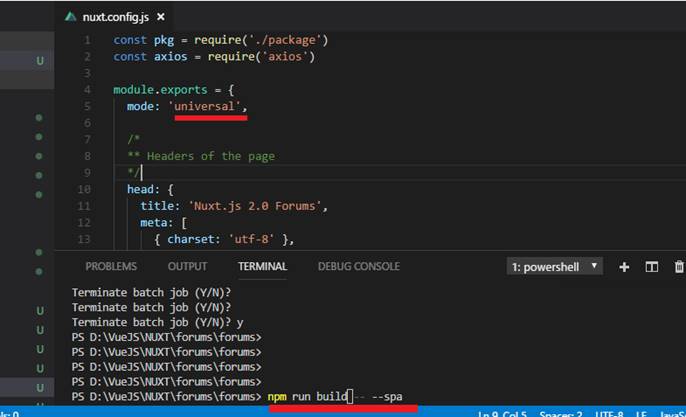 nuxt.config.js ×
U
1 const pkg = require('./package')
2 const axios = require('axios')
3
4 module.exports = {
5 mode: 'universal',
6
7 /*
8 ** Headers of the page
9 */
10 head: {
11 title: 'Nuxt.js 2.0 Forums',
12 meta: [
13 { charset: 'utf-8' },
PROBLEMS OUTPUT TERMINAL DEBUG CONSOLE 1: powershell
Terminate batch job (Y/N)?
U Terminate batch job (Y/N)?
Terminate batch job (Y/N)? y
U PS D:\VueJS\NUXT\forums\forums>
U PS D:\VueJS\NUXT\forums\forums>
U PS D:\VueJS\NUXT\forums\forums>
PS D:\VueJS\NUXT\forums\forums>
U PS D:\VueJS\NUXT\forums\forums> npm run build -- --spa
0 Ln 9, Col 5 Spaces: 2 UTF-8 LF